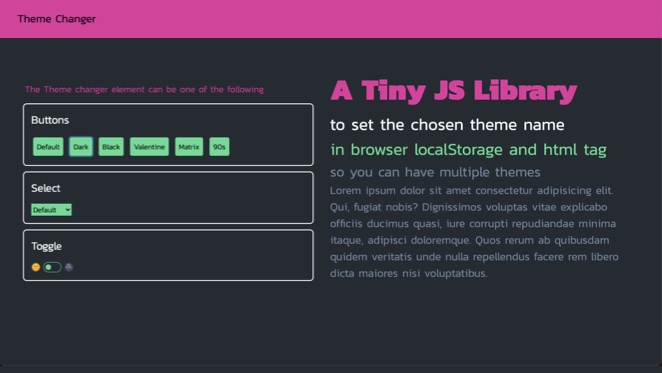 Theme Changer
The Theme changer element can be one of the following
Buttons
Default Dark Black Valentine Matrix 90s
Select
Default
Toggle
A Tiny JS Library
to set the chosen theme name
in browser localStorage and html tag
so you can have multiple themes
Lorem ipsum dolor sit amet consectetur adipisicing elit.
Qui, fugiat nobis? Dignissimos voluptas vitae explicabo
officiis ducimus quasi, iure corrupti repudiandae minima
itaque, adipisci doloremque. Quos rerum ab quibusdam
quidem veritatis unde nulla repellendus facere rem libero
dicta maiores nisi voluptatibus.